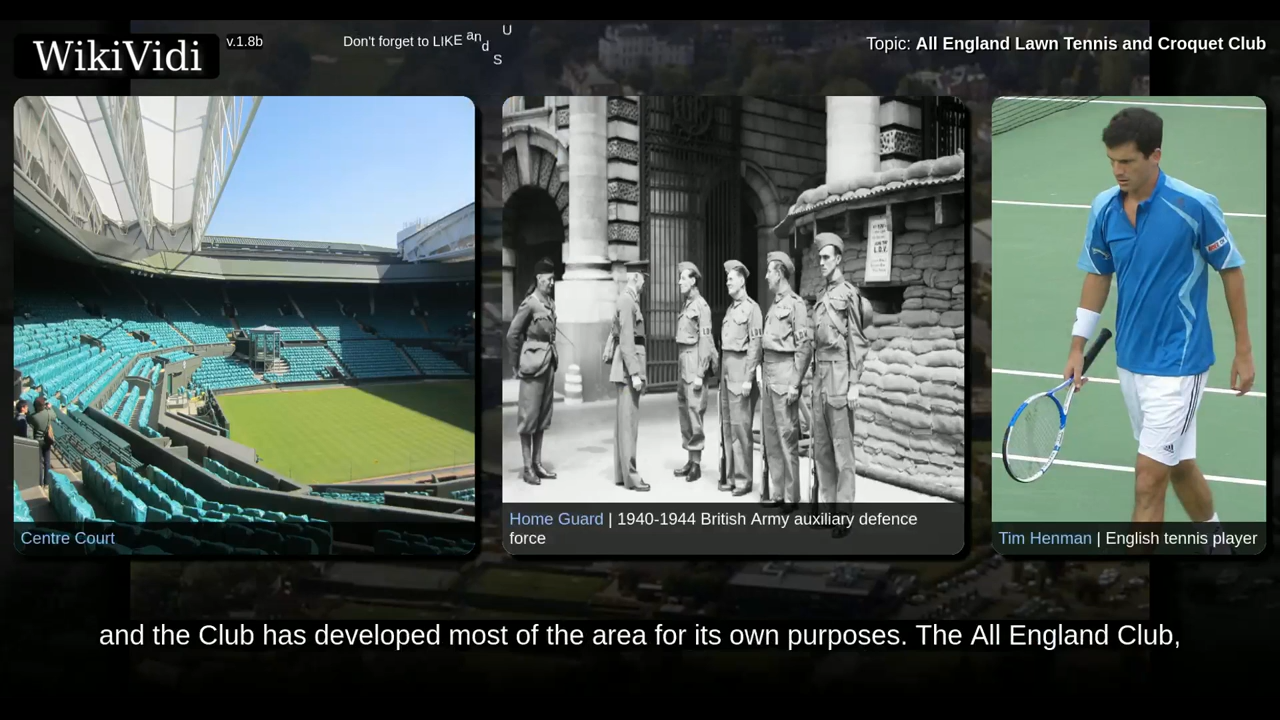 WikiVidi
v.1.8b
Don't forget to LIKE and S U
Topic: All England Lawn Tennis and Croquet Club
Centre Court
Home Guard | 1940-1944 British Army auxiliary defence
force
Tim Henman | English tennis player
and the Club has developed most of the area for its own purposes. The All England Club,